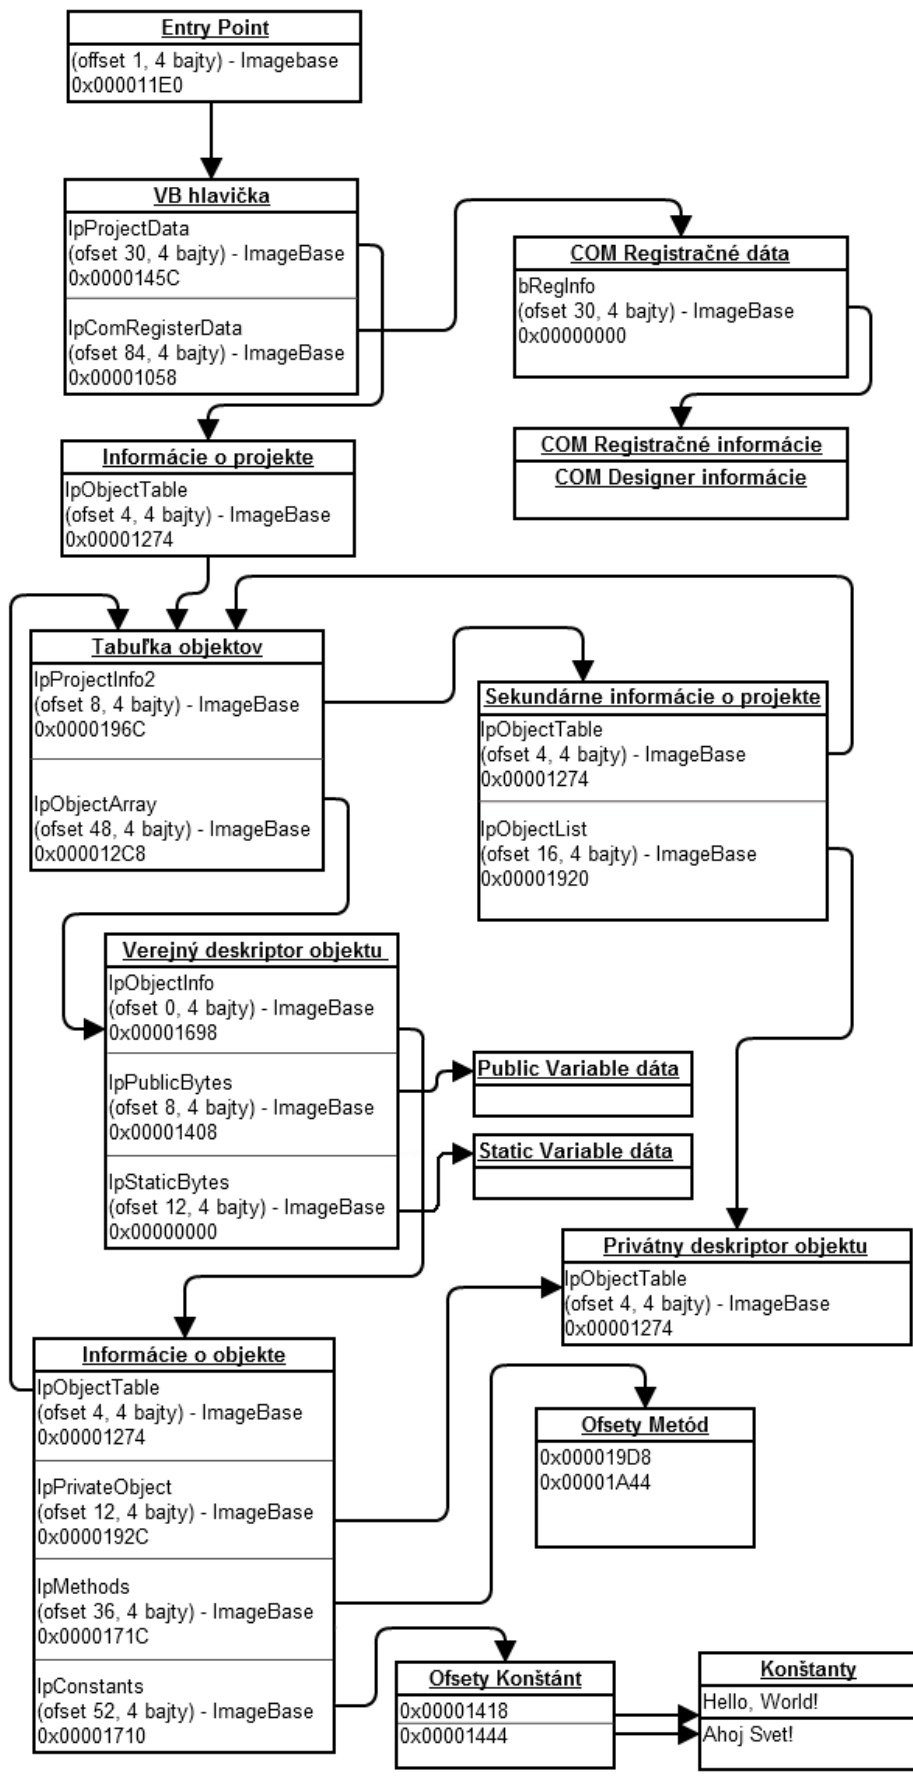 Entry Point
(offset 1, 4 bajty) - Imagebase
0x000011E0
VB hlavička
lpProjectData
(ofset 30, 4 bajty) - ImageBase
0x0000145C
lpComRegisterData
(ofset 84, 4 bajty) - ImageBase
0x00001058
COM Registračné dáta
bRegInfo
(ofset 30, 4 bajty) - ImageBase
0x00000000
COM Registračné informácie
COM Designer informácie
Informácie o projekte
lpObjectTable
(ofset 4, 4 bajty) - ImageBase
0x00001274
Tabuľka objektov
lpProjectInfo2
(ofset 8, 4 bajty) - ImageBase
0x0000196C
lpObjectArray
(ofset 48, 4 bajty) - ImageBase
0x000012C8
Sekundárne informácie o projekte
lpObjectTable
(ofset 4, 4 bajty) - ImageBase
0x00001274
lpObjectList
(ofset 16, 4 bajty) - ImageBase
0x00001920
Verejný deskriptor objektu
lpObjectInfo
(ofset 0, 4 bajty) - ImageBase
0x00001698
lpPublicBytes
(ofset 8, 4 bajty) - ImageBase
0x00001408
lpStaticBytes
(ofset 12, 4 bajty) - ImageBase
0x00000000
Public Variable dáta
Static Variable dáta
Privátny deskriptor objektu
lpObjectTable
(ofset 4, 4 bajty) - ImageBase
0x00001274
Informácie o objekte
lpObjectTable
(ofset 4, 4 bajty) - ImageBase
0x00001274
lpPrivateObject
(ofset 12, 4 bajty) - ImageBase
0x0000192C
lpMethods
(ofset 36, 4 bajty) - ImageBase
0x0000171C
lpConstants
(ofset 52, 4 bajty) - ImageBase
0x00001710
Ofsety Metód
0x000019D8
0x00001A44
Ofsety Konštánt
0x00001418
0x00001444
Konštanty
Hello, World!
Ahoj Svet!